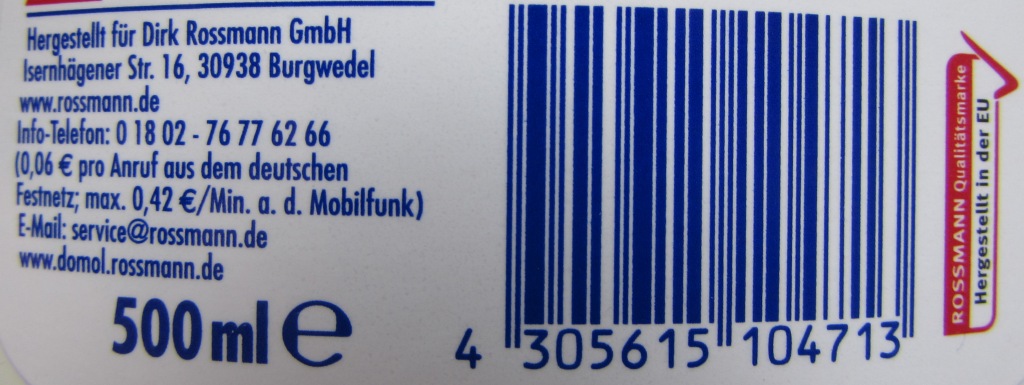 Hergestellt für Dirk Rossmann GmbH
Isernhägener Str. 16, 30938 Burgwedel
www.rossmann.de
Info-Telefon: 0 18 02 - 76 77 62 66
(0,06 € pro Anruf aus dem deutschen
Festnetz; max. 0,42 €/Min. a. d. Mobilfunk)
E-Mail: service@rossmann.de
www.domol.rossmann.de
500 ml ℮
4 305615 104713
ROSSMANN Qualitätsmarke
Hergestellt in der EU